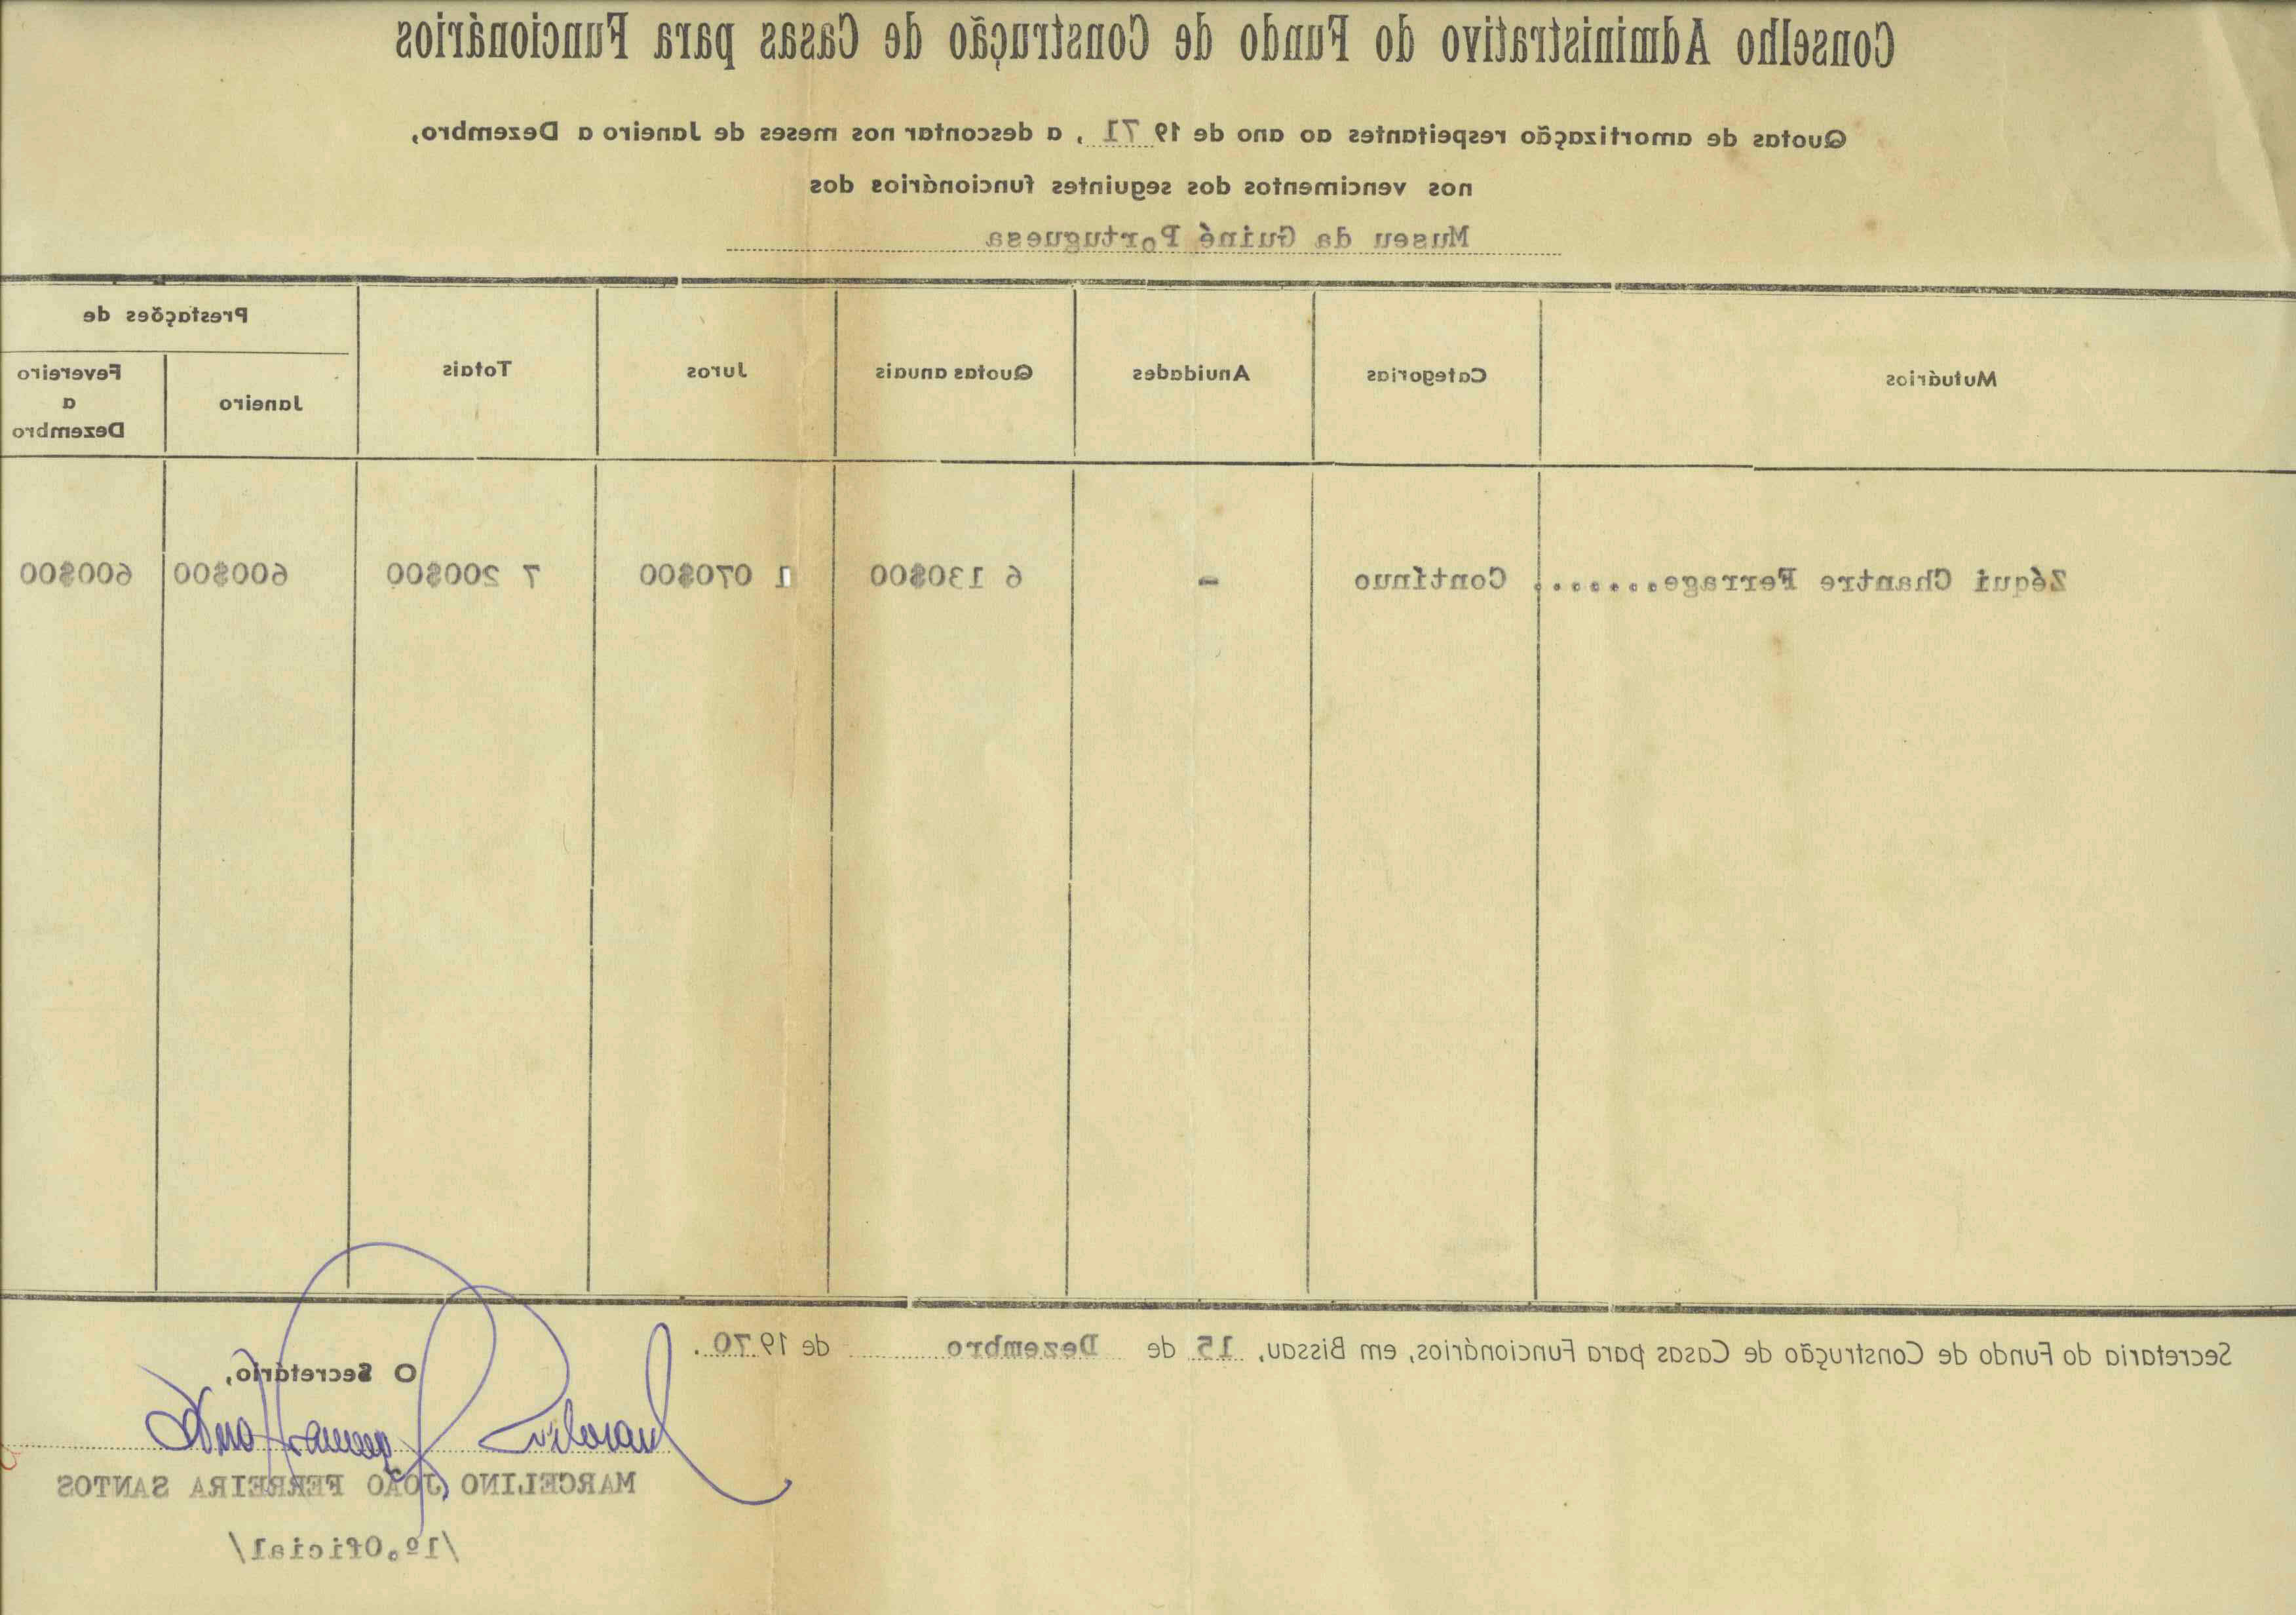 Conselho Administrativo do Fundo de Construção de Casas para Funcionários
Quotas de amortização respeitantes ao ano de 19 71 , a descontar nos meses de Janeiro a Dezembro,
nos vencimentos dos seguintes funcionários dos
Museu da Guiné Portuguesa
Mutuários
Categorias
Anuidades
Quotas anuais
Juros
Totais
Prestações de
Janeiro
Fevereiro
a
Dezembro
Zéqui Chantre Ferrage........ Contínuo - 6 130$00 1 070$00 7 200$00 600$00 600$00
Secretaria do Fundo de Construção de Casas para Funcionários, em Bissau, 15 de Dezembro de 1970.
O Secretário,
MARCELINO JOÃO FERREIRA SANTOS
/1º.Oficial/